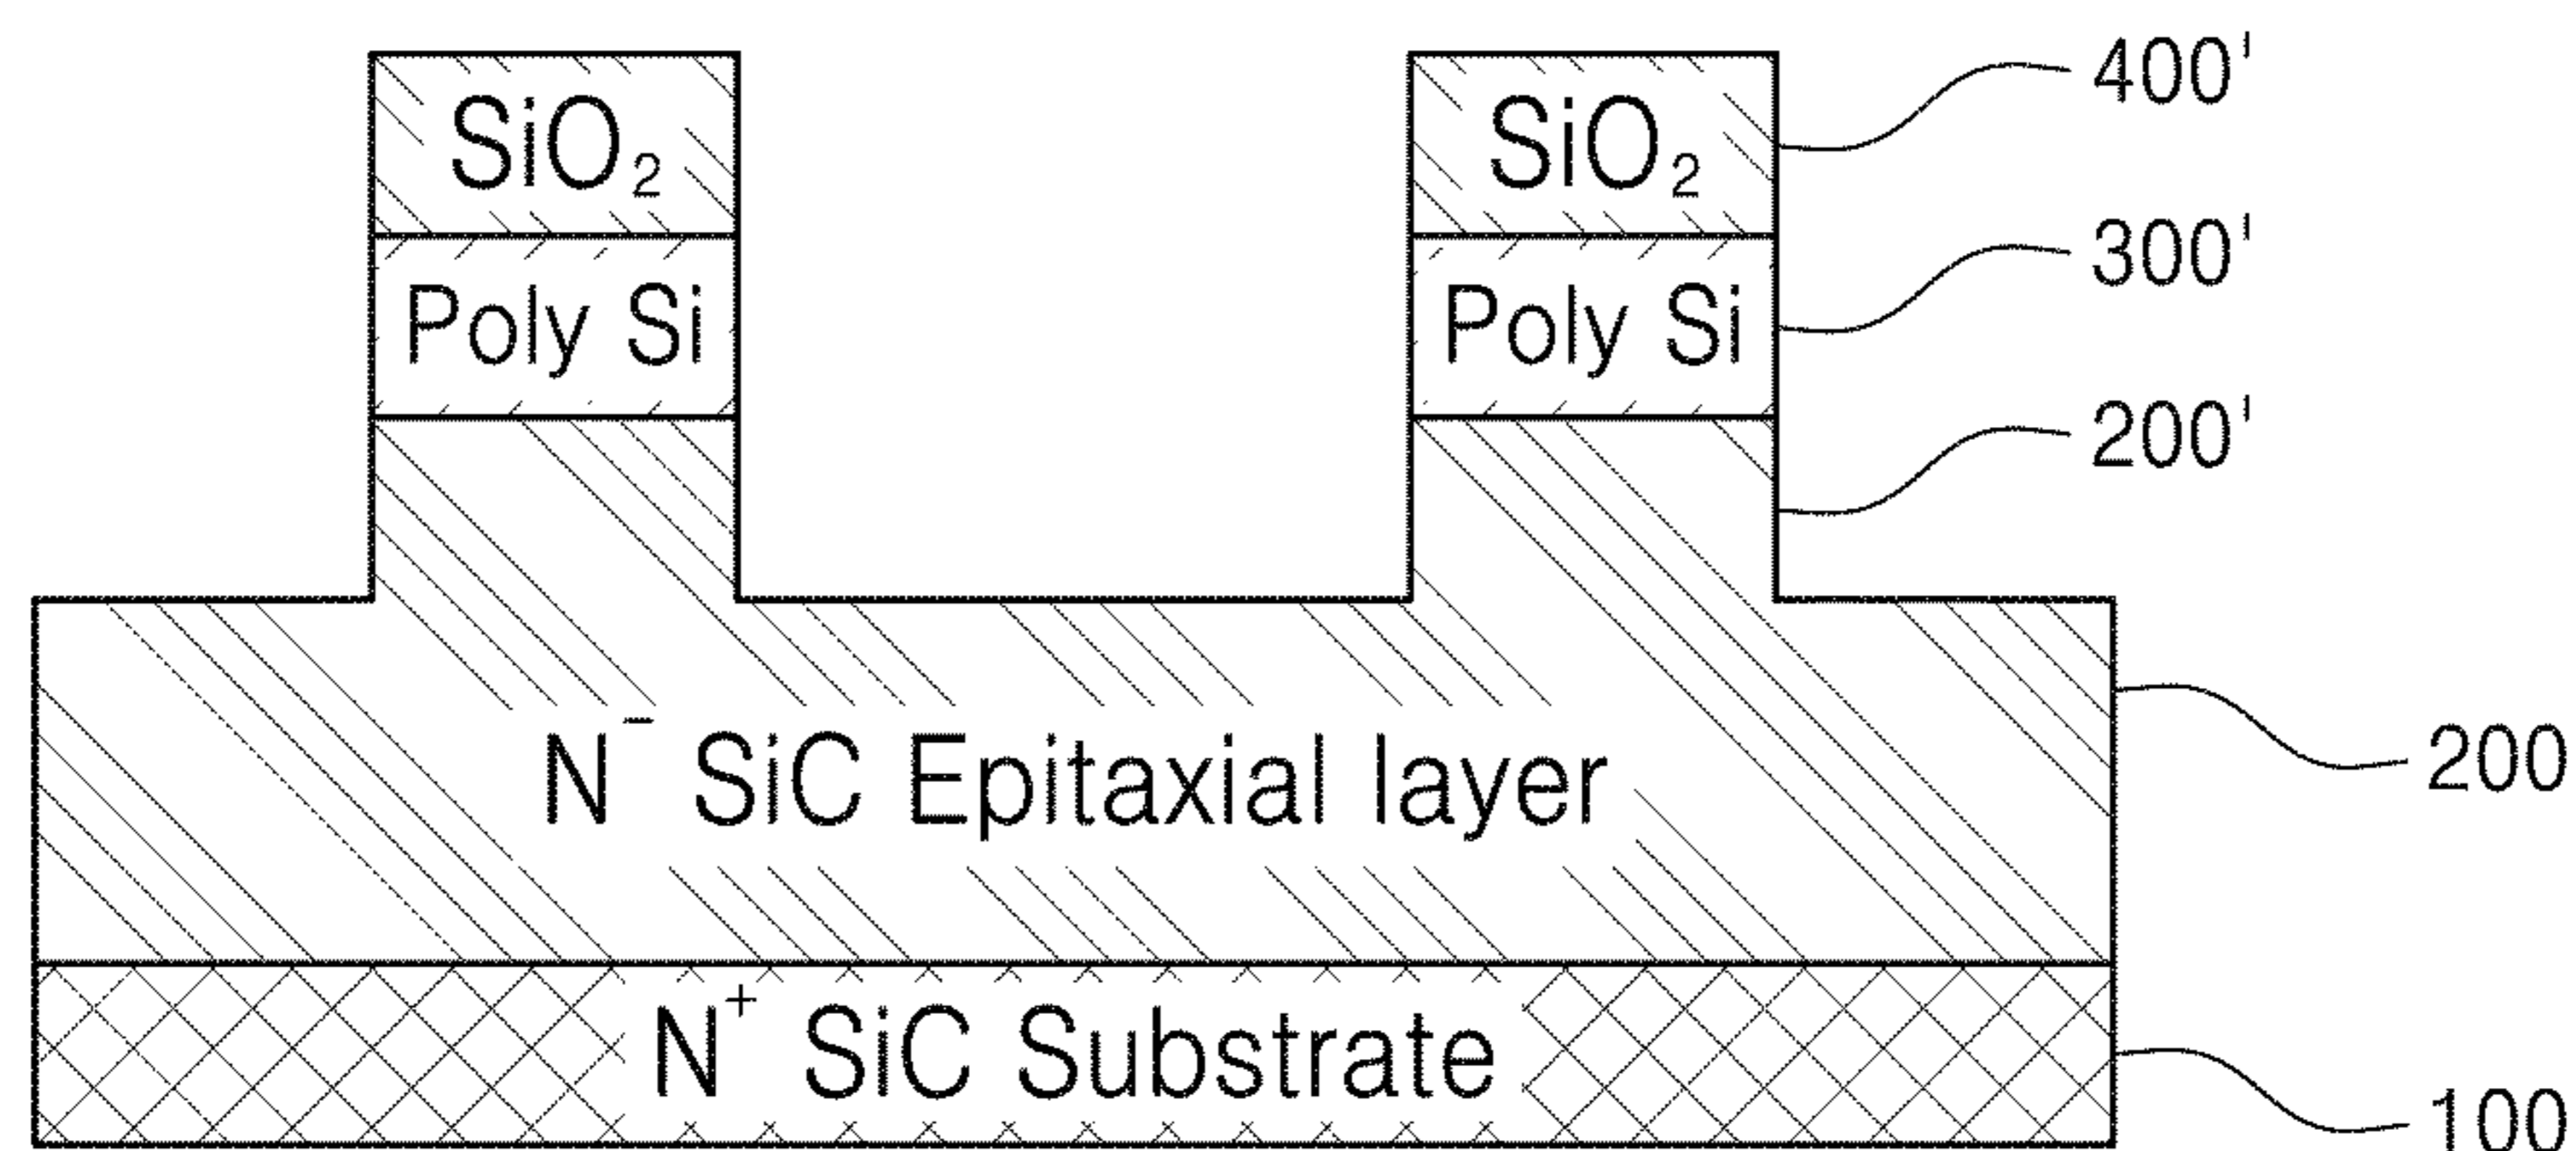 SiO₂ SiO₂ 400'
Poly Si Poly Si 300'
200'
N⁻ SiC Epitaxial layer 200
N⁺ SiC Substrate 100